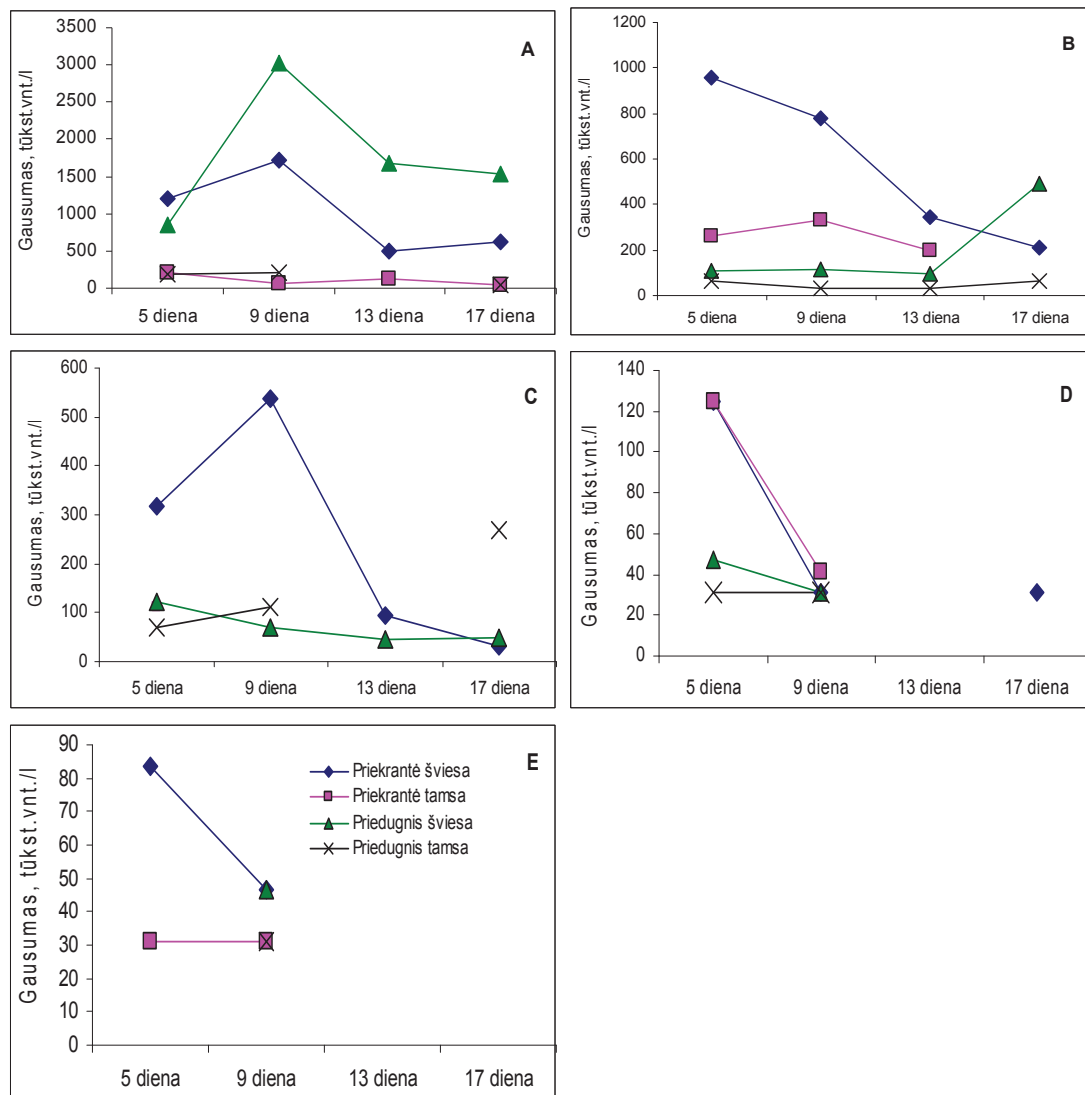 A
Gausumas, tūkst.vnt./l
3500
3000
2500
2000
1500
1000
500
0
5 diena 9 diena 13 diena 17 diena
B
Gausumas, tūkst.vnt./l
1200
1000
800
600
400
200
0
5 diena 9 diena 13 diena 17 diena
C
Gausumas, tūkst.vnt./l
600
500
400
300
200
100
0
5 diena 9 diena 13 diena 17 diena
D
Gausumas, tūkst.vnt./l
140
120
100
80
60
40
20
0
5 diena 9 diena 13 diena 17 diena
E
Gausumas, tūkst.vnt./l
90
80
70
60
50
40
30
20
10
0
Priekrantė šviesa
Priekrantė tamsa
Priedugnis šviesa
Priedugnis tamsa
5 diena 9 diena 13 diena 17 diena